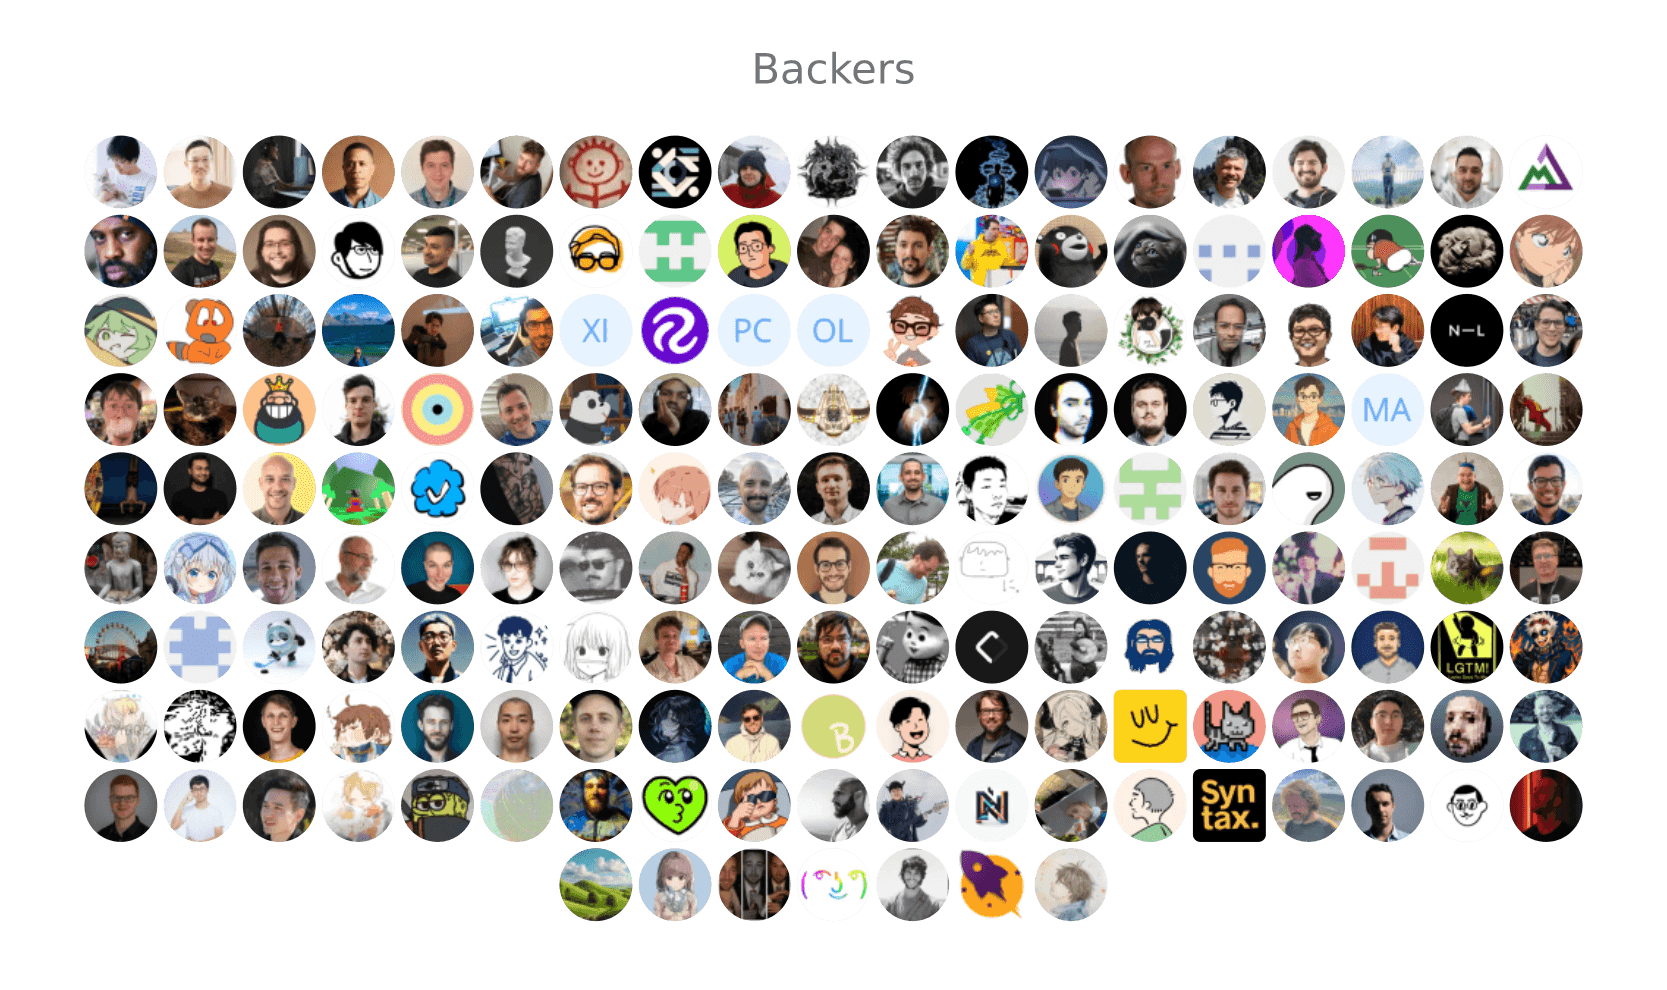 Backers
XI
PC
OL
N—L
MA
LGTM!
B
Syn
tax.